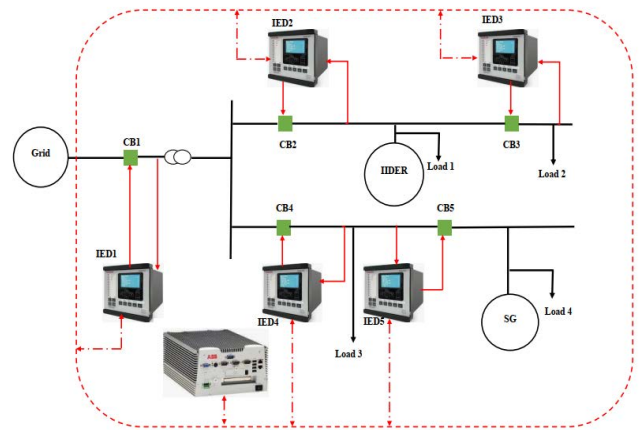 IED2
IED3
Grid
CB1
CB2
CB3
Load 1
Load 2
IIDER
CB4
CB5
IED1
IED4
IED5
Load 3
SG
Load 4
ABB